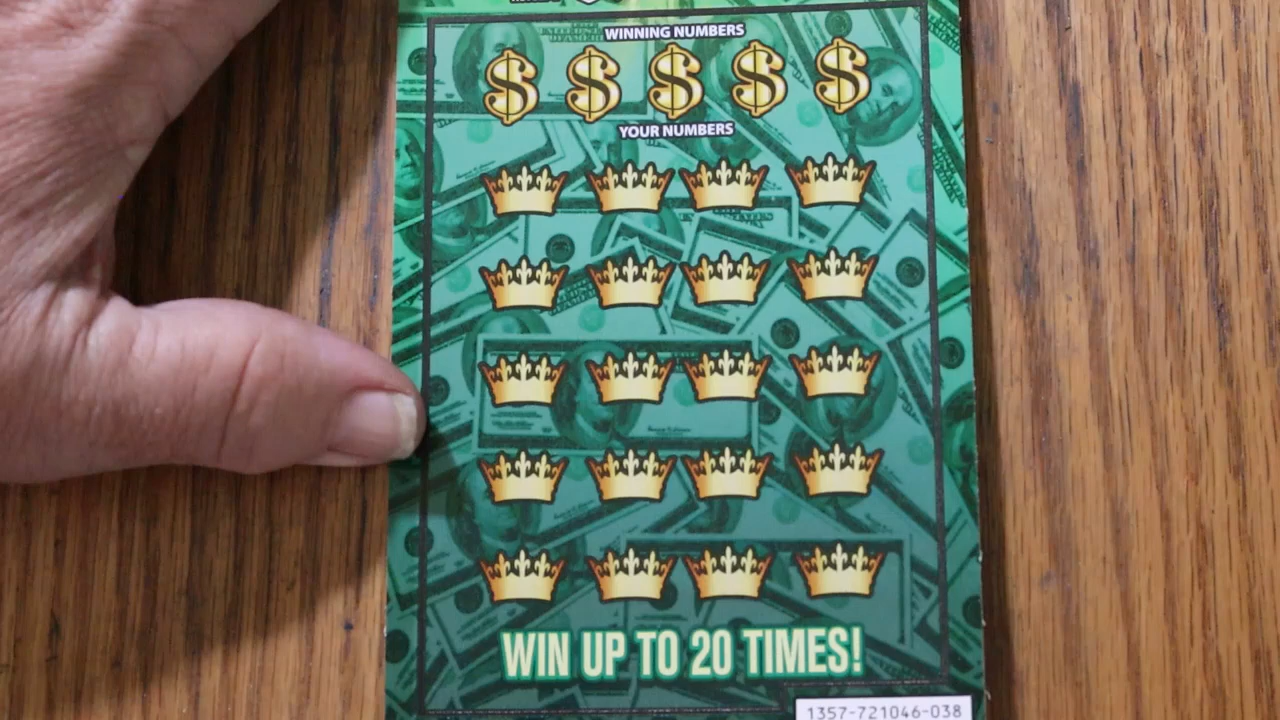 WINNING NUMBERS
$ $ $ $ $
YOUR NUMBERS
WIN UP TO 20 TIMES!
1357-721046-038